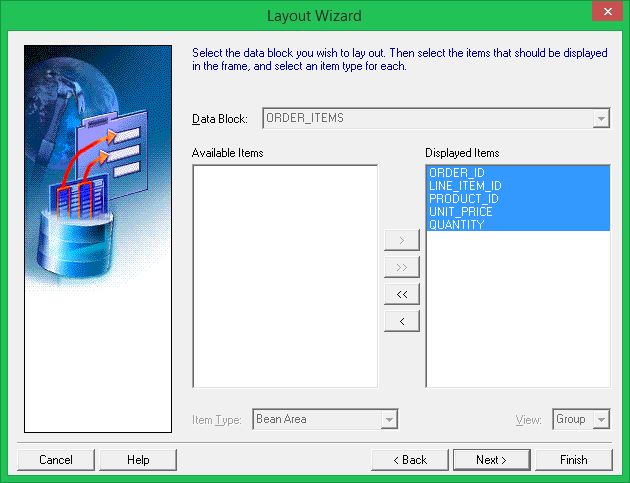 Layout Wizard
Select the data block you wish to lay out. Then select the items that should be displayed
in the frame, and select an item type for each.
Data Block: ORDER_ITEMS
Available Items
Displayed Items
ORDER_ID
LINE_ITEM_ID
PRODUCT_ID
UNIT_PRICE
QUANTITY
>
>>
<<
<
Item Type: Bean Area
View: Group
Cancel
Help
< Back
Next >
Finish